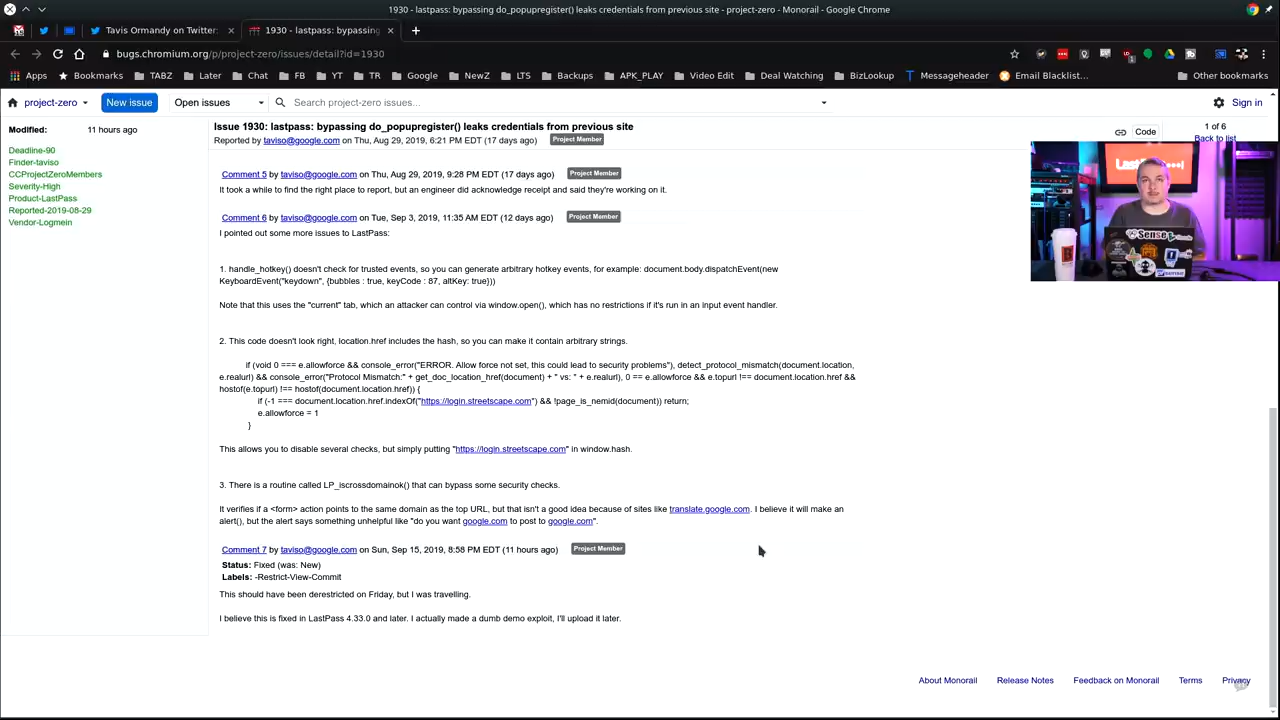 1930 - lastpass: bypassing do_popupregister() leaks credentials from previous site - project-zero - Monorail - Google Chrome
Tavis Ormandy on Twitter:
1930 - lastpass: bypassing
bugs.chromium.org/p/project-zero/issues/detail?id=1930
Apps
Bookmarks
TABZ
Later
Chat
FB
YT
TR
Google
NewZ
LTS
Backups
APK_PLAY
Video Edit
Deal Watching
BizLookup
Messageheader
Email Blacklist...
Other bookmarks
project-zero
New issue
Open issues
Search project-zero issues...
Sign in
Modified: 11 hours ago
Deadline-90
Finder-taviso
CCProjectZeroMembers
Severity-High
Product-LastPass
Reported-2019-08-29
Vendor-Logmein
Issue 1930: lastpass: bypassing do_popupregister() leaks credentials from previous site
Reported by taviso@google.com on Thu, Aug 29, 2019, 6:21 PM EDT (17 days ago) Project Member
Code
1 of 6
Back to list
Comment 5 by taviso@google.com on Thu, Aug 29, 2019, 9:28 PM EDT (17 days ago) Project Member
It took a while to find the right place to report, but an engineer did acknowledge receipt and said they're working on it.
Comment 6 by taviso@google.com on Tue, Sep 3, 2019, 11:35 AM EDT (12 days ago) Project Member
I pointed out some more issues to LastPass:
1. handle_hotkey() doesn't check for trusted events, so you can generate arbitrary hotkey events, for example: document.body.dispatchEvent(new
KeyboardEvent("keydown", {bubbles : true, keyCode : 87, altKey: true}))
Note that this uses the "current" tab, which an attacker can control via window.open(), which has no restrictions if it's run in an input event handler.
2. This code doesn't look right, location.href includes the hash, so you can make it contain arbitrary strings.
if (void 0 === e.allowforce && console_error("ERROR. Allow force not set, this could lead to security problems"), detect_protocol_mismatch(document.location,
e.realurl) && console_error("Protocol Mismatch:" + get_doc_location_href(document) + " vs: " + e.realurl), 0 == e.allowforce && e.topurl !== document.location.href &&
hostof(e.topurl) !== hostof(document.location.href)) {
if (-1 === document.location.href.indexOf("https://login.streetscape.com") && !page_is_nemid(document)) return;
e.allowforce = 1
}
This allows you to disable several checks, but simply putting "https://login.streetscape.com" in window.hash.
3. There is a routine called LP_iscrossdomainok() that can bypass some security checks.
It verifies if a <form> action points to the same domain as the top URL, but that isn't a good idea because of sites like translate.google.com. I believe it will make an
alert(), but the alert says something unhelpful like "do you want google.com to post to google.com".
Comment 7 by taviso@google.com on Sun, Sep 15, 2019, 8:58 PM EDT (11 hours ago) Project Member
Status: Fixed (was: New)
Labels: -Restrict-View-Commit
This should have been derestricted on Friday, but I was travelling.
I believe this is fixed in LastPass 4.33.0 and later. I actually made a dumb demo exploit, I'll upload it later.
About Monorail
Release Notes
Feedback on Monorail
Terms
Privacy